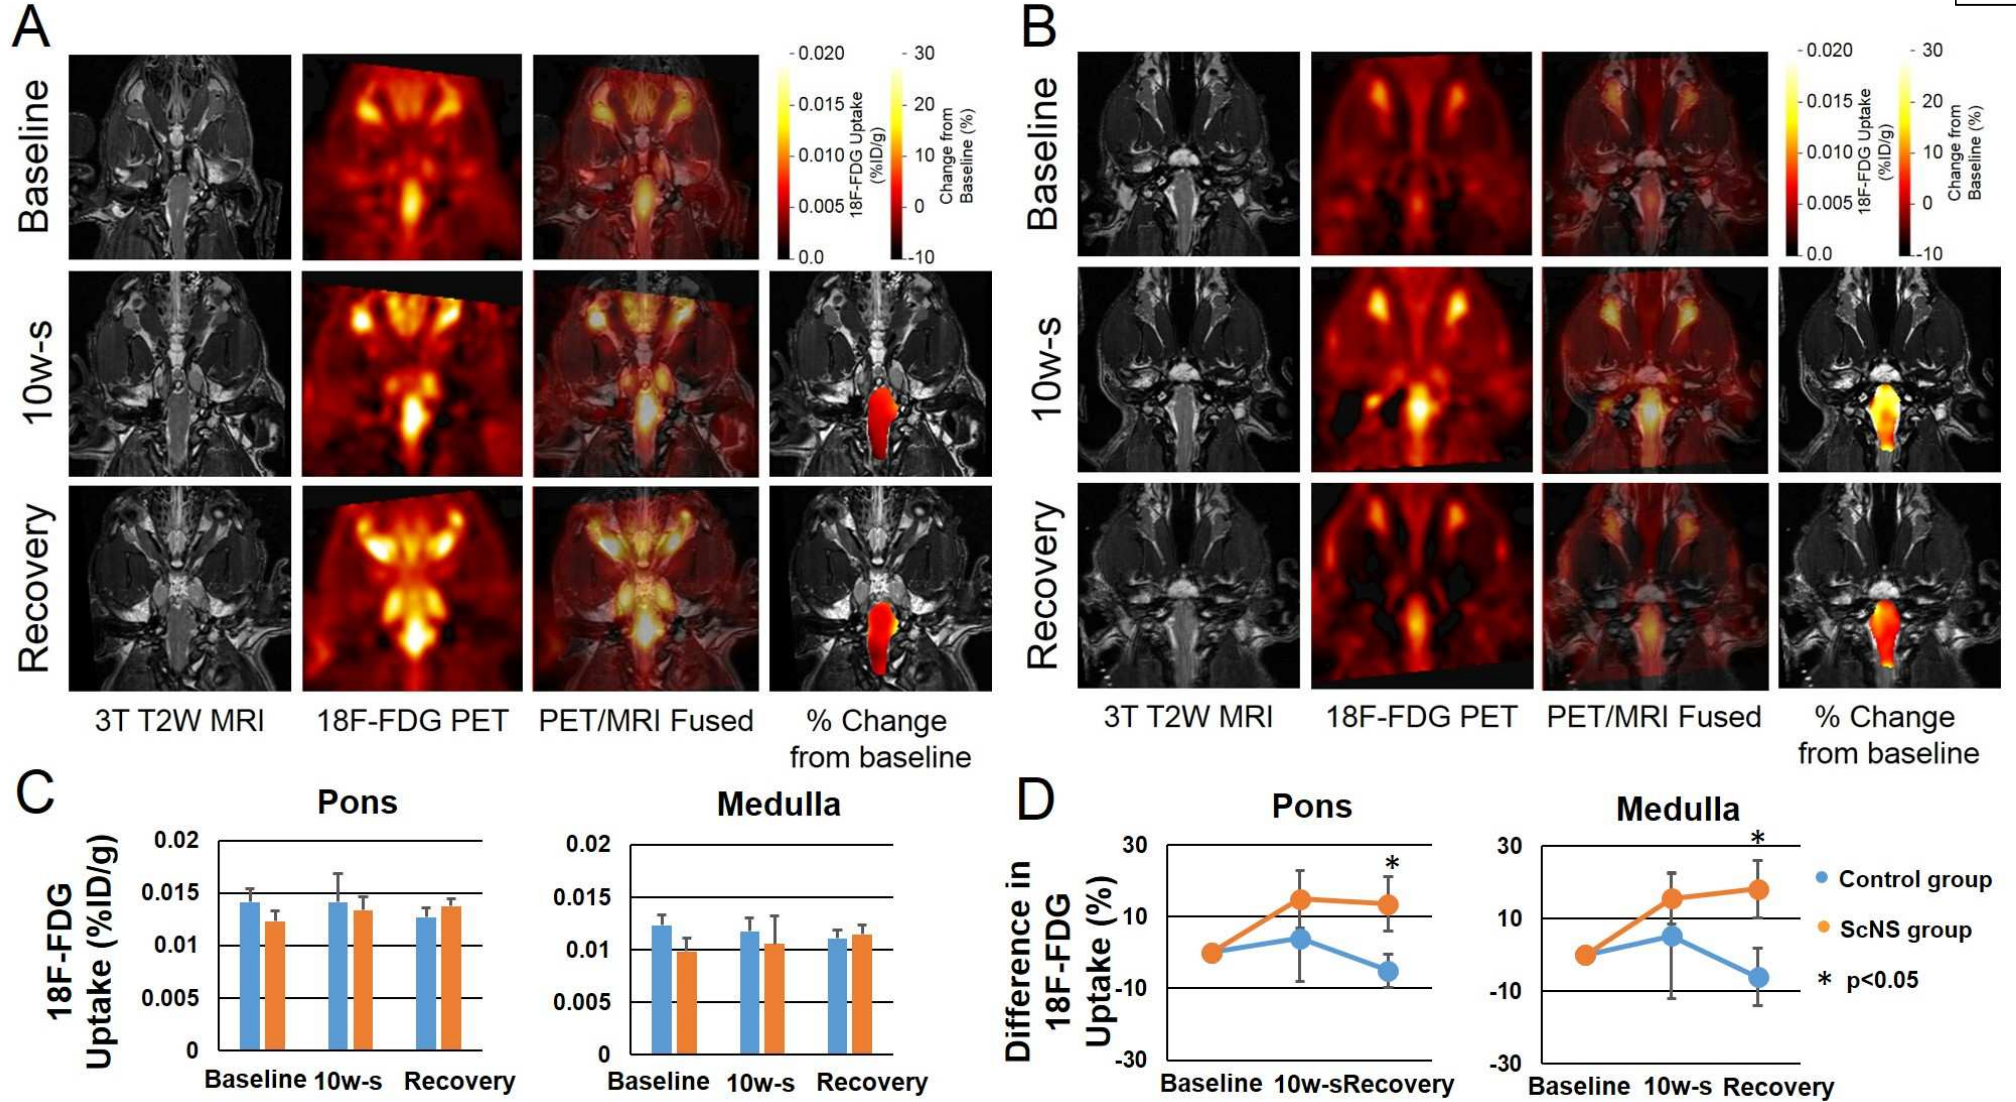 A
Baseline
10w-s
Recovery
0.020
0.015
0.010
0.005
0.0
18F-FDG Uptake
(%ID/g)
30
20
10
0
-10
Change from
Baseline (%)
3T T2W MRI
18F-FDG PET
PET/MRI Fused
% Change
from baseline
B
Baseline
10w-s
Recovery
0.020
0.015
0.010
0.005
0.0
18F-FDG Uptake
(%ID/g)
30
20
10
0
-10
Change from
Baseline (%)
3T T2W MRI
18F-FDG PET
PET/MRI Fused
% Change
from baseline
C
18F-FDG
Uptake (%ID/g)
Pons
0.02
0.015
0.01
0.005
0
Baseline 10w-s Recovery
Medulla
0.02
0.015
0.01
0.005
0
Baseline 10w-s Recovery
D
Difference in
18F-FDG
Uptake (%)
Pons
30
10
-10
-30
*
Baseline 10w-s Recovery
Medulla
30
10
-10
-30
*
Baseline 10w-s Recovery
Control group
ScNS group
* p<0.05